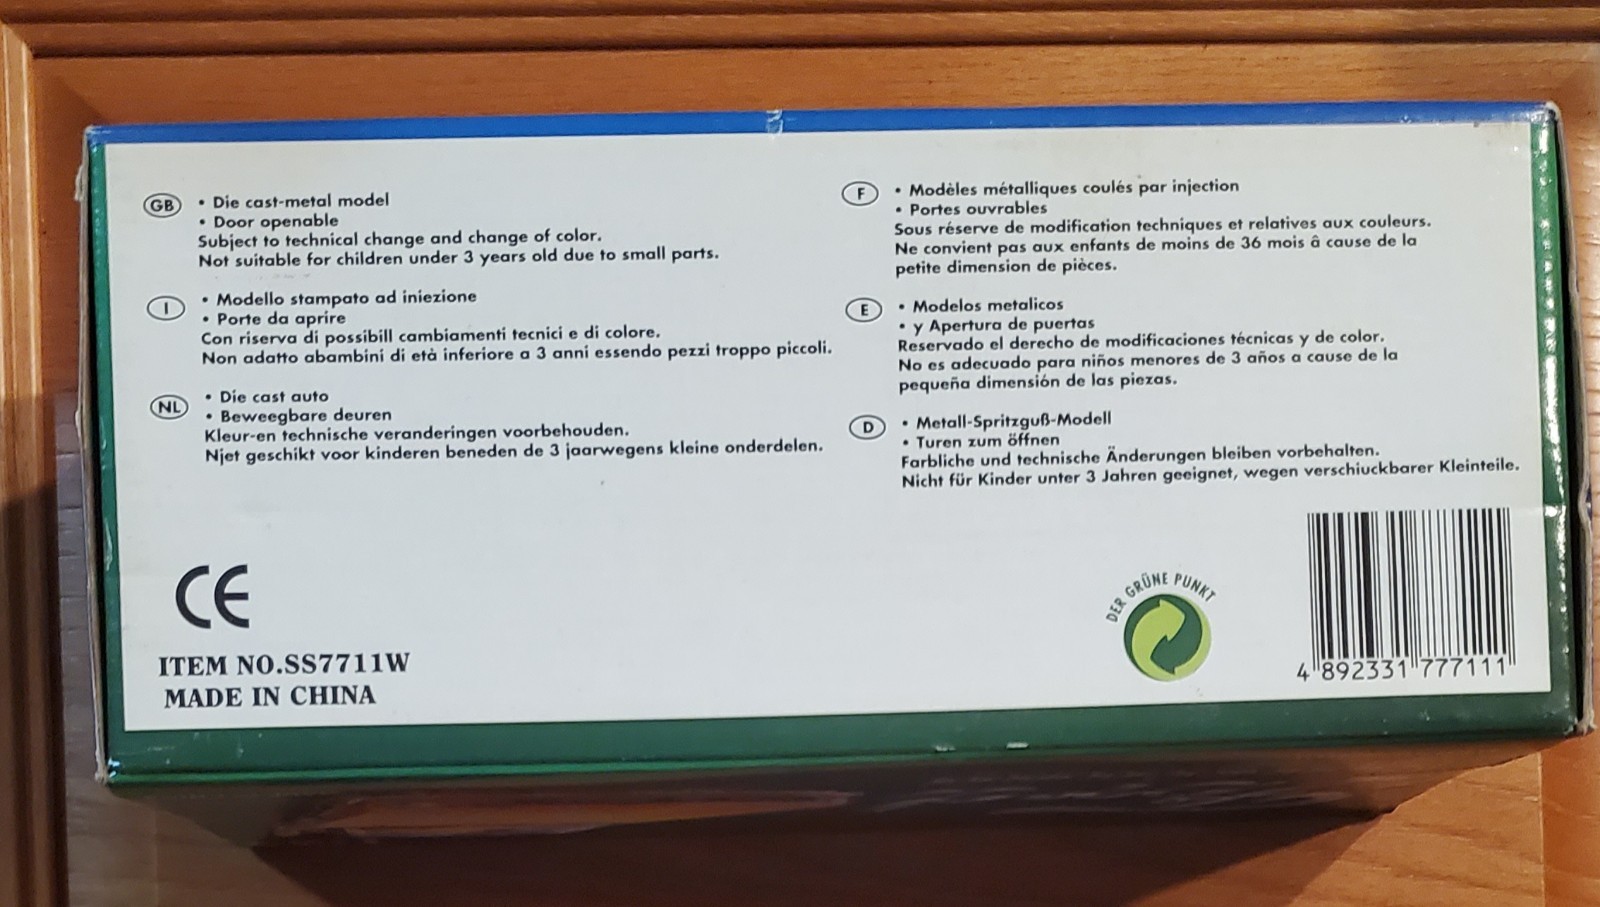 GB
• Die cast-metal model
• Door openable
Subject to technical change and change of color.
Not suitable for children under 3 years old due to small parts.
I
• Modello stampato ad iniezione
• Porte da aprire
Con riserva di possibill cambiamenti tecnici e di colore.
Non adatto abambini di età inferiore a 3 anni essendo pezzi troppo piccoli.
NL
• Die cast auto
• Beweegbare deuren
Kleur-en technische veranderingen voorbehouden.
Njet geschikt voor kinderen beneden de 3 jaarwegens kleine onderdelen.
F
• Modèles métalliques coulés par injection
• Portes ouvrables
Sous réserve de modification techniques et relatives aux couleurs.
Ne convient pas aux enfants de moins de 36 mois â cause de la
petite dimension de pièces.
E
• Modelos metalicos
• y Apertura de puertas
Reservado el derecho de modificaciones técnicas y de color.
No es adecuado para niños menores de 3 años a cause de la
pequeña dimensión de las piezas.
D
• Metall-Spritzguß-Modell
• Turen zum öffnen
Farbliche und technische Änderungen bleiben vorbehalten.
Nicht für Kinder unter 3 Jahren geeignet, wegen verschiuckbarer Kleinteile.
CE
ITEM NO.SS7711W
MADE IN CHINA
DER GRÜNE PUNKT
4 892331 777111